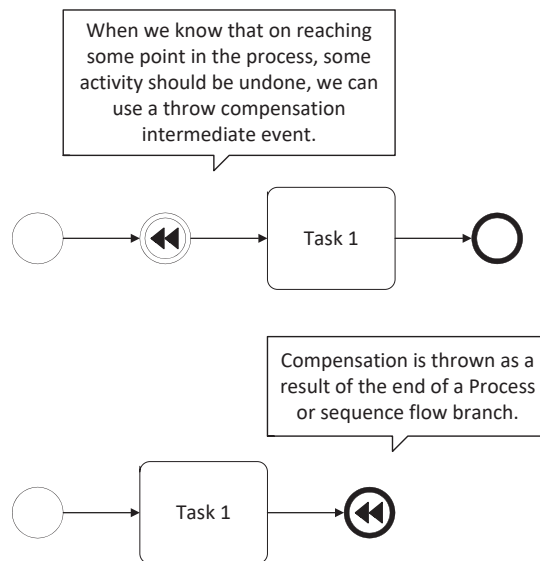 When we know that on reaching
some point in the process, some
activity should be undone, we can
use a throw compensation
intermediate event.
Task 1
Compensation is thrown as a
result of the end of a Process
or sequence flow branch.
Task 1